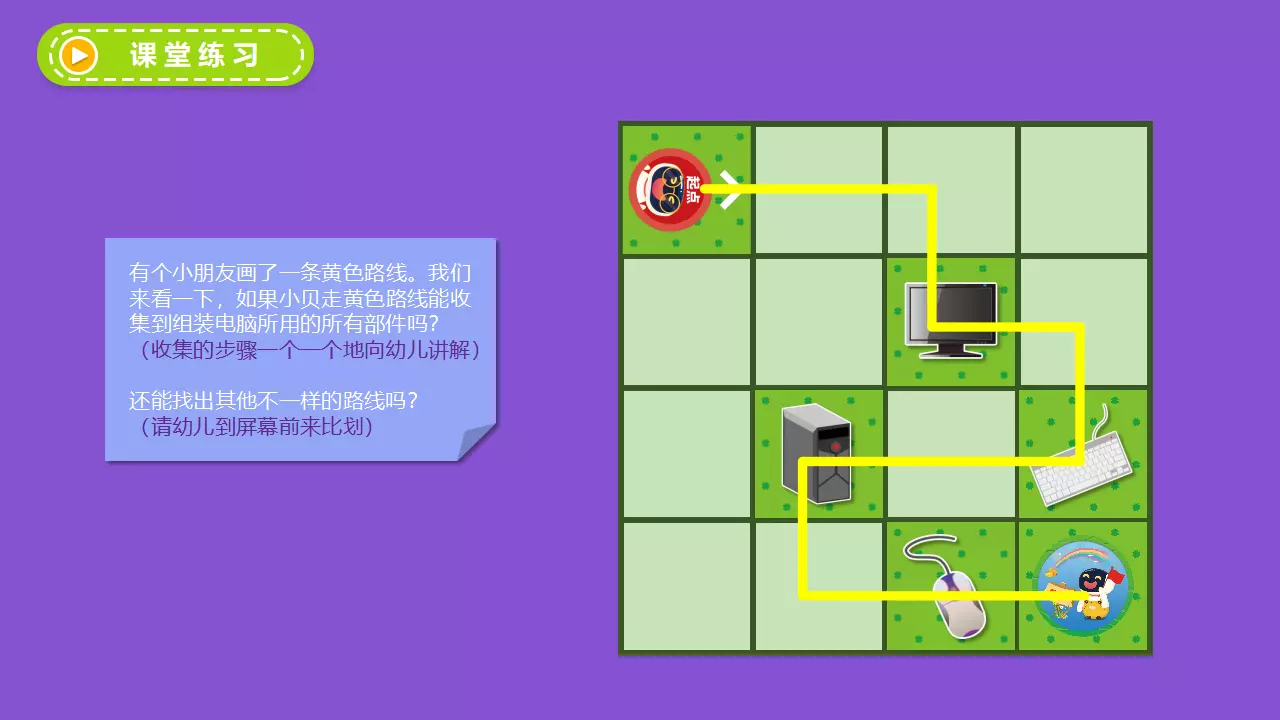 课堂练习
起点
有个小朋友画了一条黄色路线。我们
来看一下，如果小贝走黄色路线能收
集到组装电脑所用的所有部件吗？
（收集的步骤一个一个地向幼儿讲解）
还能找出其他不一样的路线吗？
（请幼儿到屏幕前来比划）